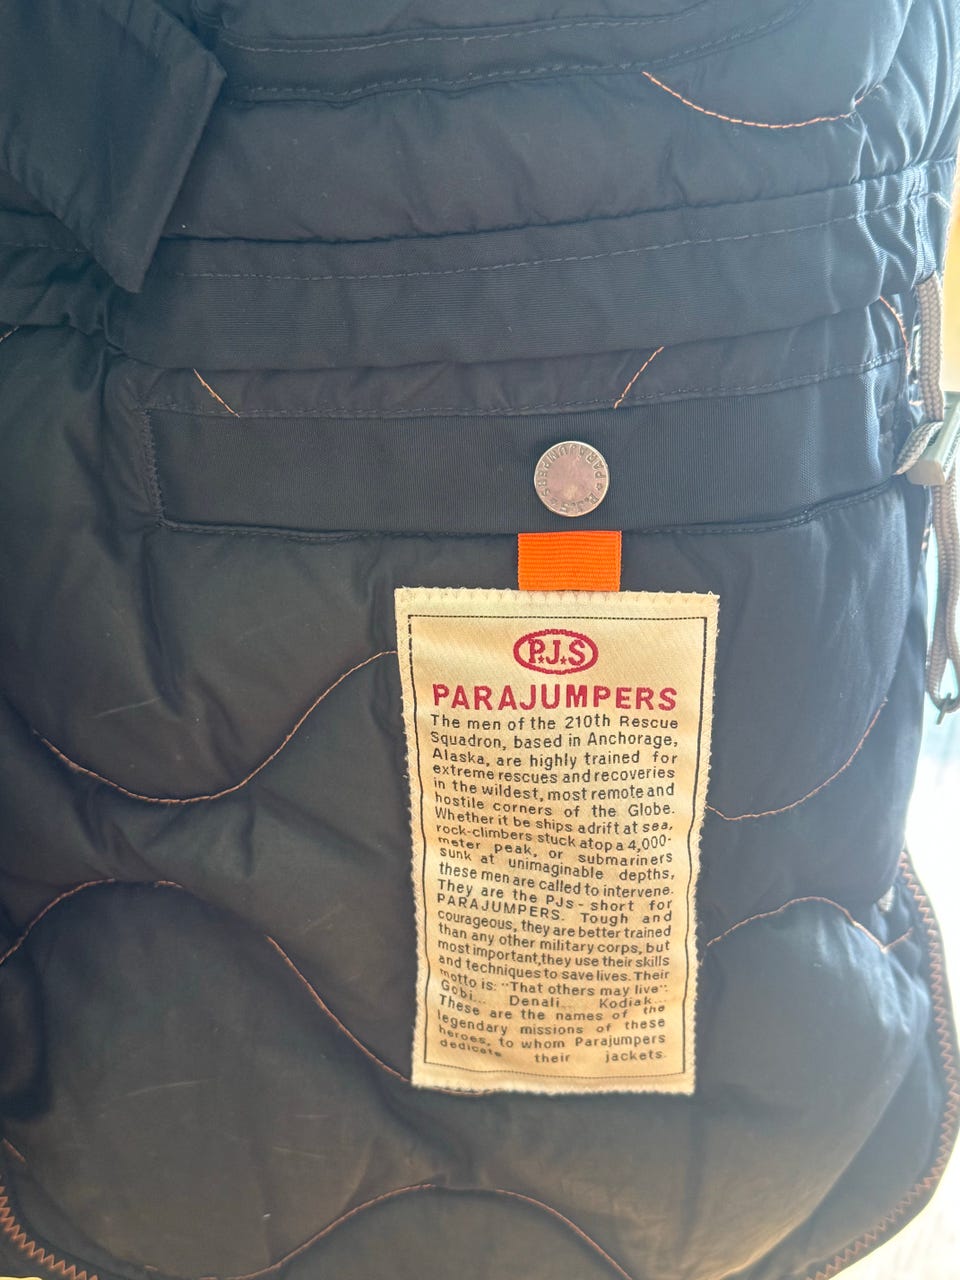 PARAJUMPERS ★ P.J.S ★
P.J.S
PARAJUMPERS
The men of the 210th Rescue
Squadron, based in Anchorage,
Alaska, are highly trained for
extreme rescues and recoveries
in the wildest, most remote and
hostile corners of the Globe.
Whether it be ships adrift at sea,
rock-climbers stuck atop a 4,000-
meter peak, or submariners
sunk at unimaginable depths,
these men are called to intervene.
They are the PJs - short for
PARAJUMPERS. Tough and
courageous, they are better trained
than any other military corps, but
most important,they use their skills
and techniques to save lives. Their
motto is: "That others may live".
Gobi... Denali... Kodiak...
These are the names of the
legendary missions of these
heroes, to whom Parajumpers
dedicate their jackets.